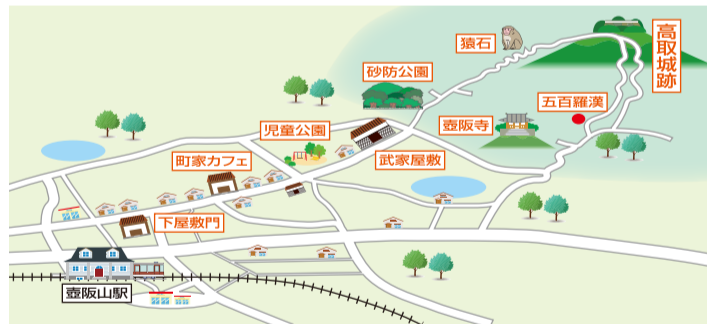 猿石
高取城跡
砂防公園
五百羅漢
壺阪寺
児童公園
武家屋敷
町家カフェ
下屋敷門
壺阪山駅